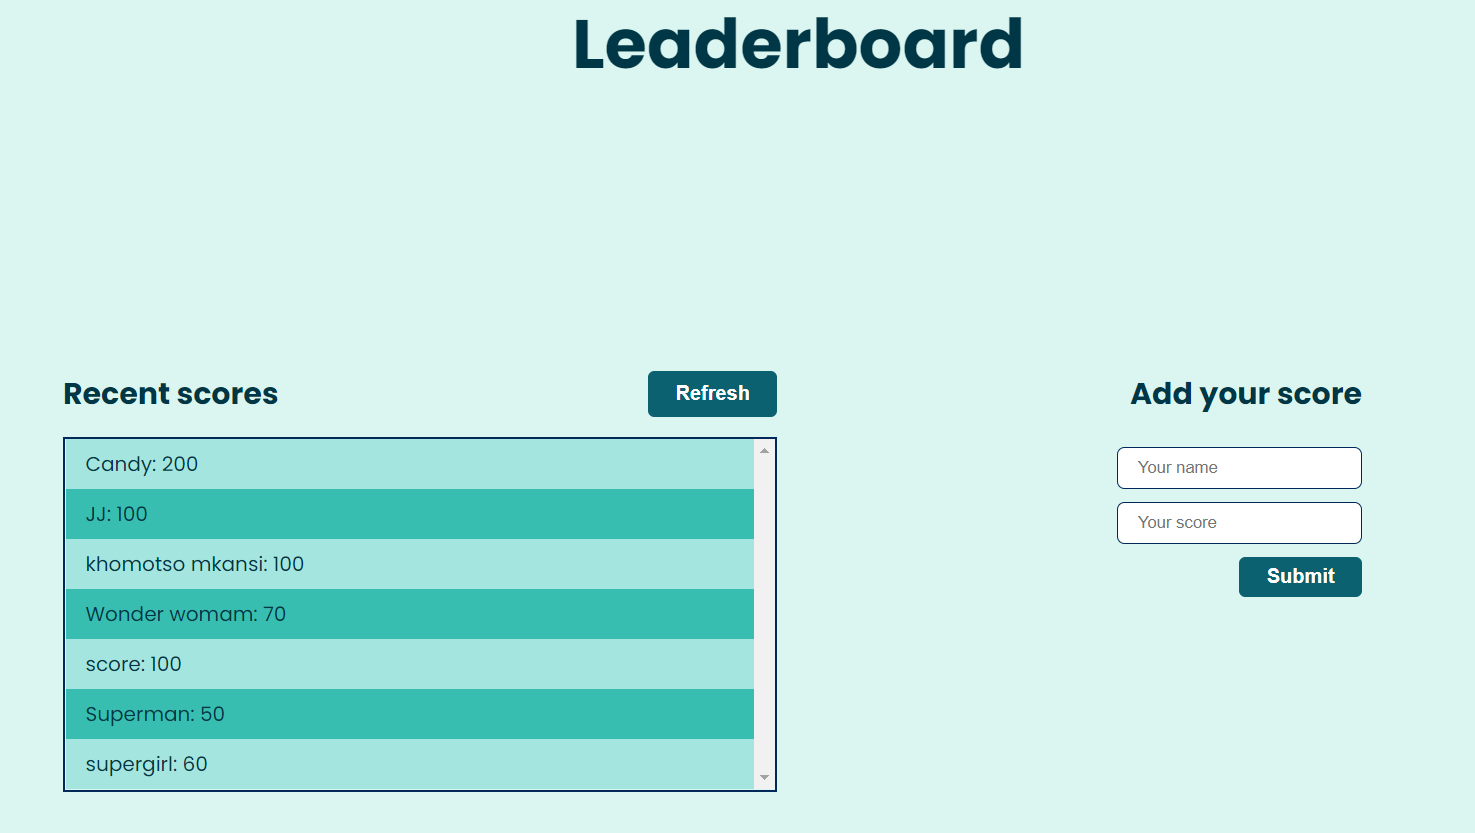 Leaderboard
Recent scores
Refresh
Candy: 200
JJ: 100
khomotso mkansi: 100
Wonder womam: 70
score: 100
Superman: 50
supergirl: 60
Add your score
Your name
Your score
Submit